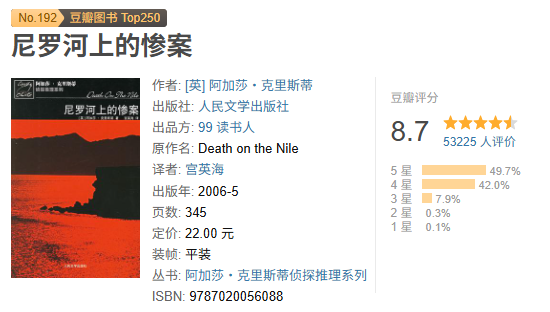 No.192 豆瓣图书 Top250
尼罗河上的惨案
阿加莎·克里斯蒂
Death On The Nile
尼罗河上的惨案
作者: [英] 阿加莎・克里斯蒂
出版社: 人民文学出版社
出品方: 99 读书人
原作名: Death on the Nile
译者: 宫英海
出版年: 2006-5
页数: 345
定价: 22.00 元
装帧: 平装
丛书: 阿加莎・克里斯蒂侦探推理系列
ISBN: 9787020056088
豆瓣评分
8.7
53225 人评价
5 星 49.7%
4 星 42.0%
3 星 7.9%
2 星 0.3%
1 星 0.1%